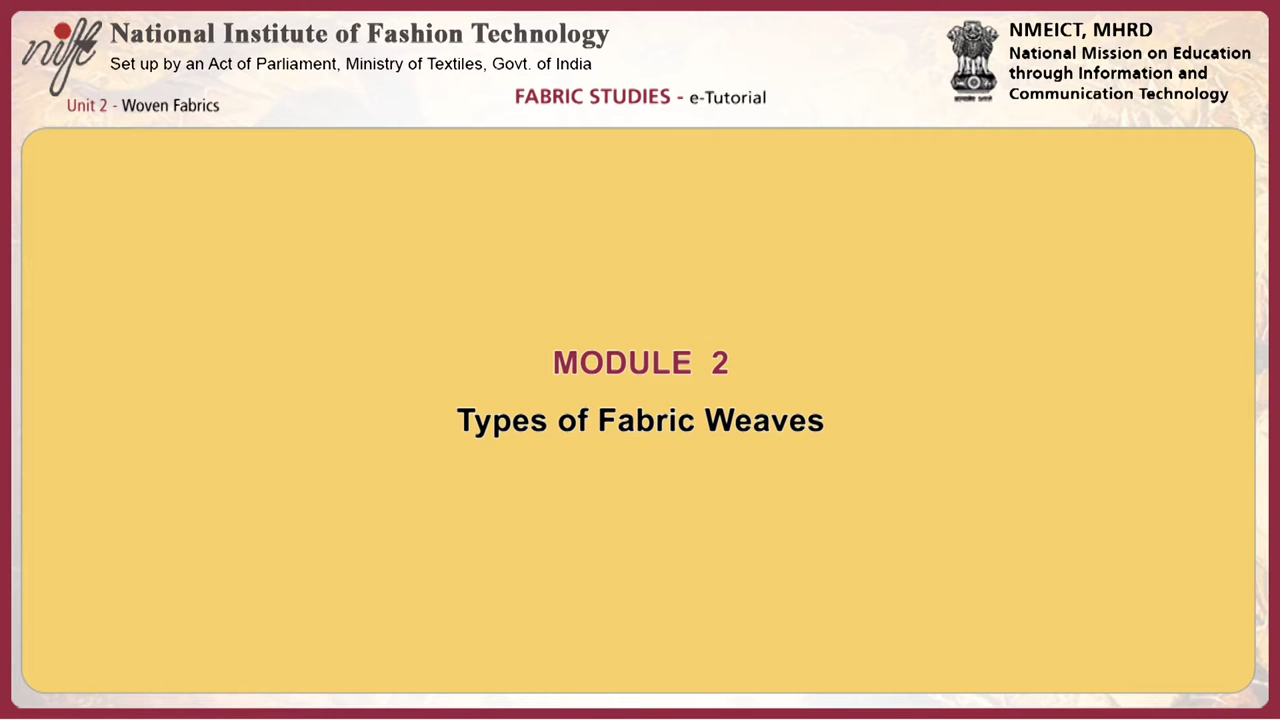 nift
National Institute of Fashion Technology
Set up by an Act of Parliament, Ministry of Textiles, Govt. of India
Unit 2 - Woven Fabrics
FABRIC STUDIES - e-Tutorial
NMEICT, MHRD
National Mission on Education
through Information and
Communication Technology
MODULE 2
Types of Fabric Weaves